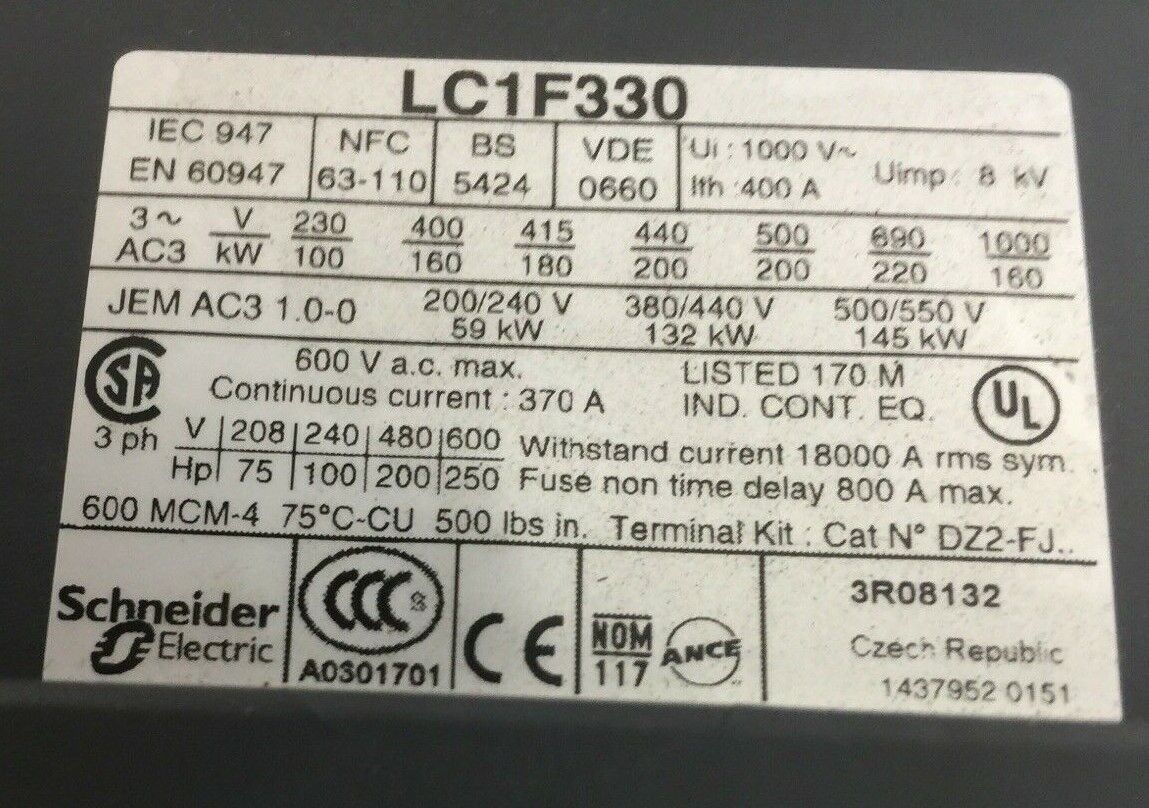 LC1F330
IEC 947 EN 60947
NFC 63-110
BS 5424
VDE 0660
Ui : 1000 V~
Ith :400 A
Uimp : 8 kV
3~ V 230 400 415 440 500 690 1000
AC3 kW 100 160 180 200 200 220 160
JEM AC3 1.0-0
200/240 V 380/440 V 500/550 V
59 kW 132 kW 145 kW
SA
600 V a.c. max.
Continuous current : 370 A
LISTED 170 M
IND. CONT. EQ.
UL
3 ph
V 208 240 480 600
Hp 75 100 200 250
Withstand current 18000 A rms sym.
Fuse non time delay 800 A max.
600 MCM-4 75°C-CU 500 lbs in. Terminal Kit : Cat N° DZ2-FJ..
Schneider
Electric
CCC S
A0301701
CE
NOM
117
ANCE
3R08132
Czech Republic
1437952 0151